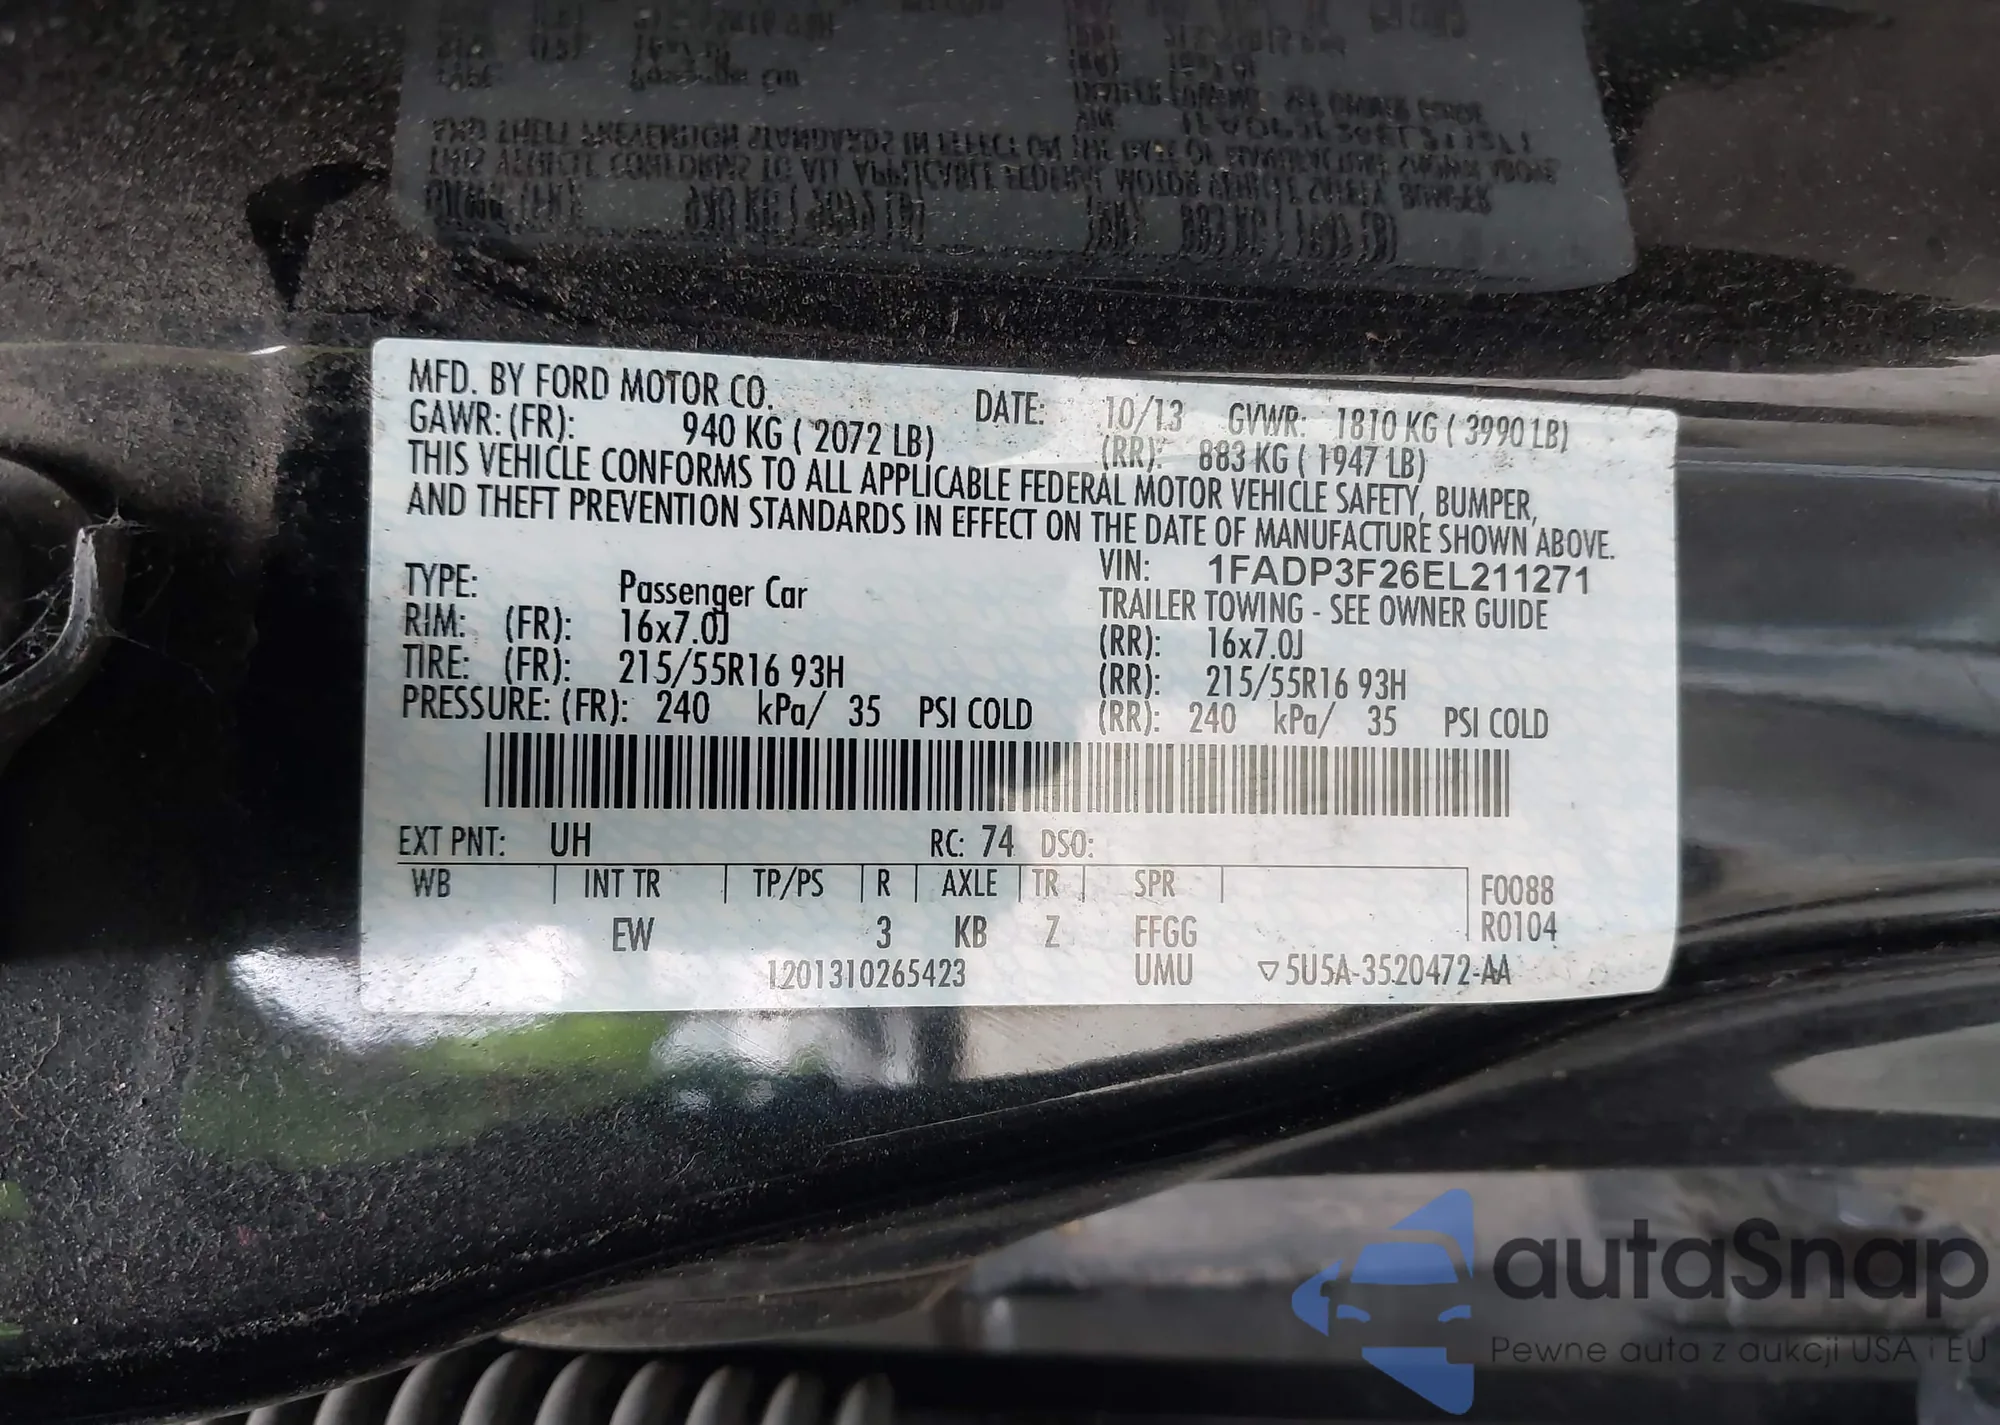 MFD. BY FORD MOTOR CO. DATE: 10/13 GVWR: 1810 KG ( 3990 LB)
GAWR: (FR): 940 KG ( 2072 LB) (RR): 883 KG ( 1947 LB)
THIS VEHICLE CONFORMS TO ALL APPLICABLE FEDERAL MOTOR VEHICLE SAFETY, BUMPER,
AND THEFT PREVENTION STANDARDS IN EFFECT ON THE DATE OF MANUFACTURE SHOWN ABOVE.
VIN: 1FADP3F26EL211271
TYPE: Passenger Car TRAILER TOWING - SEE OWNER GUIDE
RIM: (FR): 16x7.0J (RR): 16x7.0J
TIRE: (FR): 215/55R16 93H (RR): 215/55R16 93H
PRESSURE: (FR): 240 kPa/ 35 PSI COLD (RR): 240 kPa/ 35 PSI COLD
EXT PNT: UH RC: 74 DSO:
WB INT TR TP/PS R AXLE TR SPR F0088
EW 3 KB Z FFGG R0104
1201310265423 UMU ▽5U5A-3520472-AA
autaSnap
Pewne auta z aukcji USA i EU